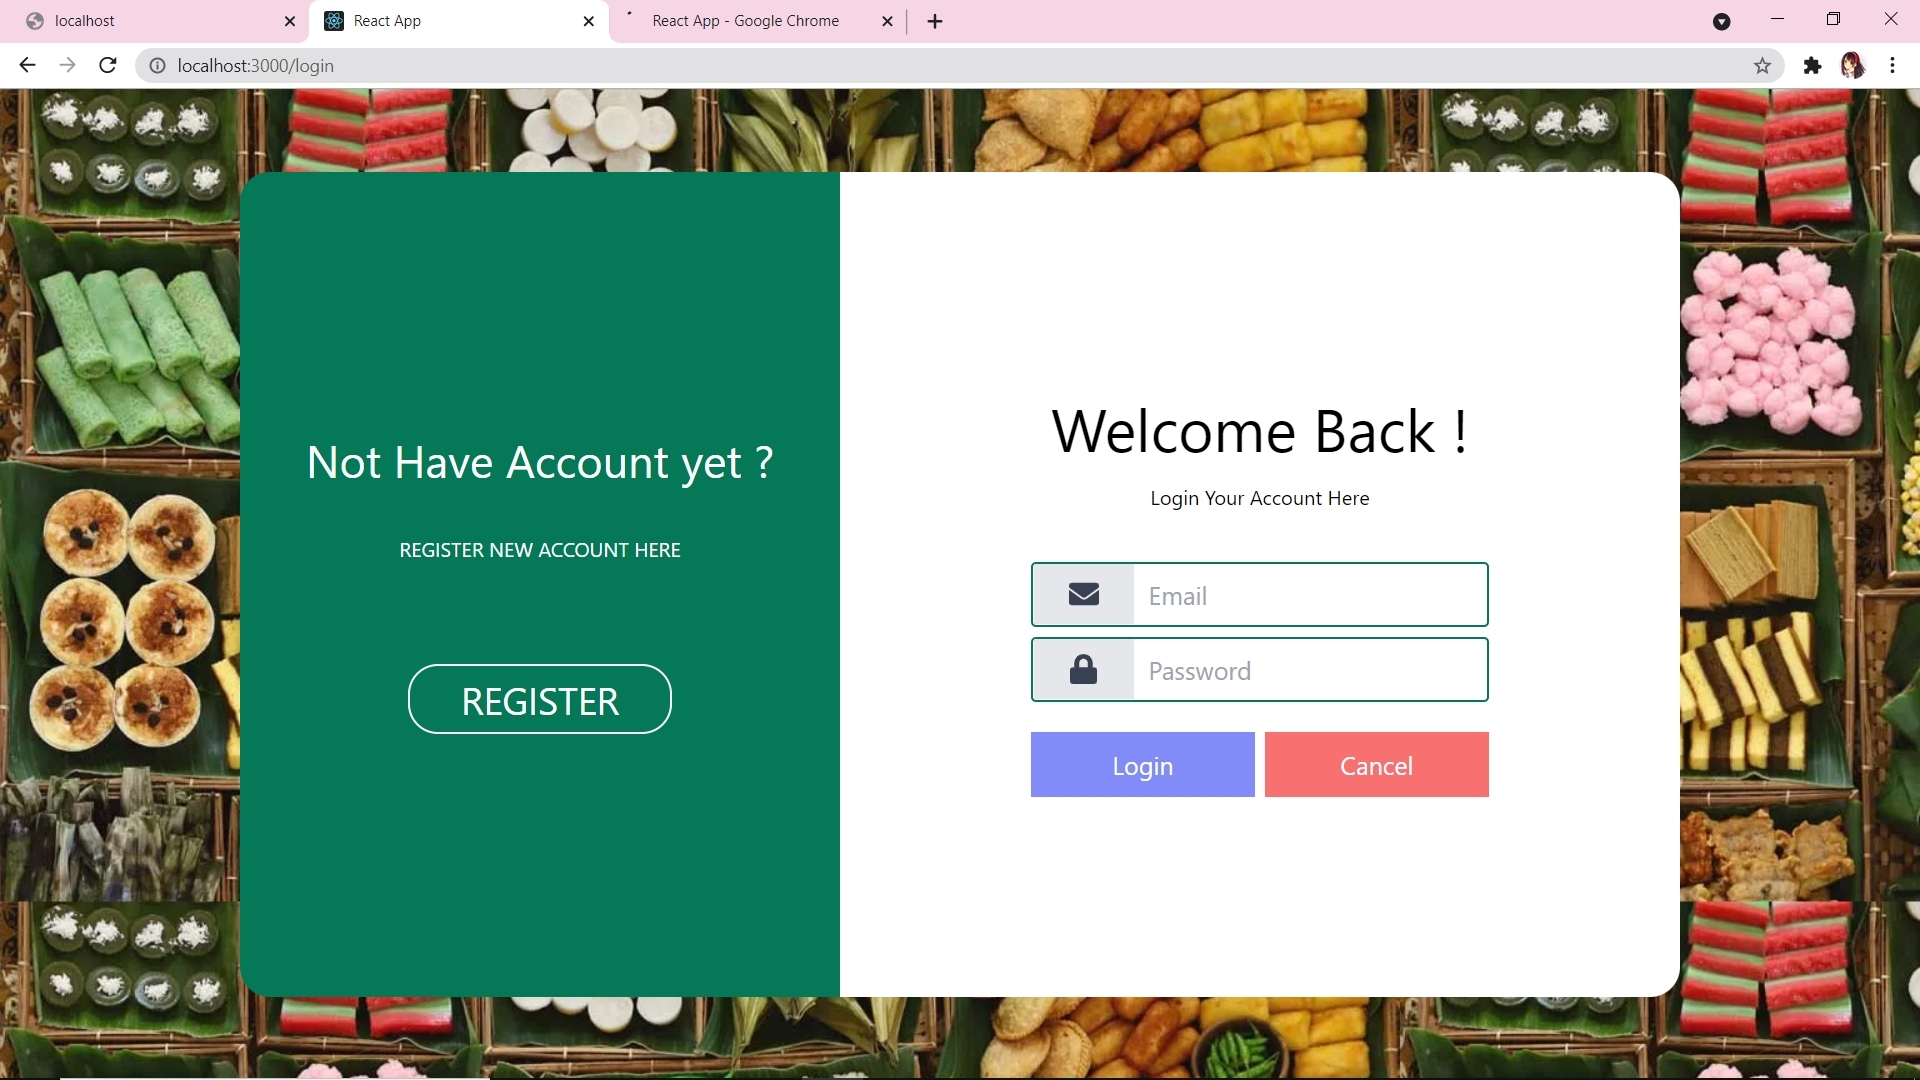 localhost
React App
React App - Google Chrome
localhost:3000/login
Not Have Account yet ?
REGISTER NEW ACCOUNT HERE
REGISTER
Welcome Back !
Login Your Account Here
Email
Password
Login
Cancel